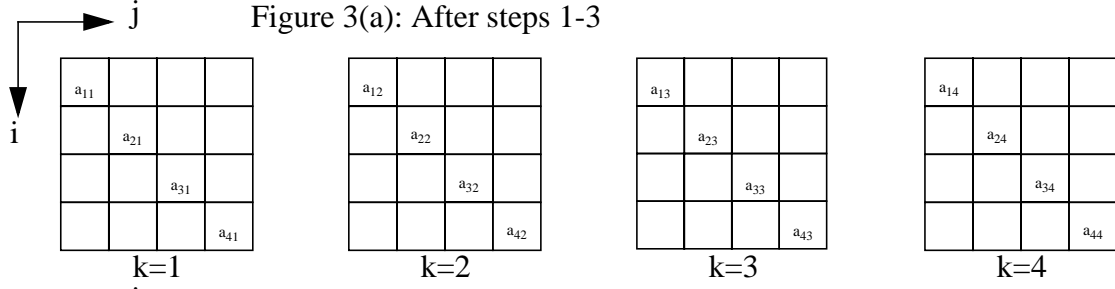 j Figure 3(a): After steps 1-3
i
a11 a12 a13 a14
a21 a22 a23 a24
a31 a32 a33 a34
a41 a42 a43 a44
k=1 k=2 k=3 k=4